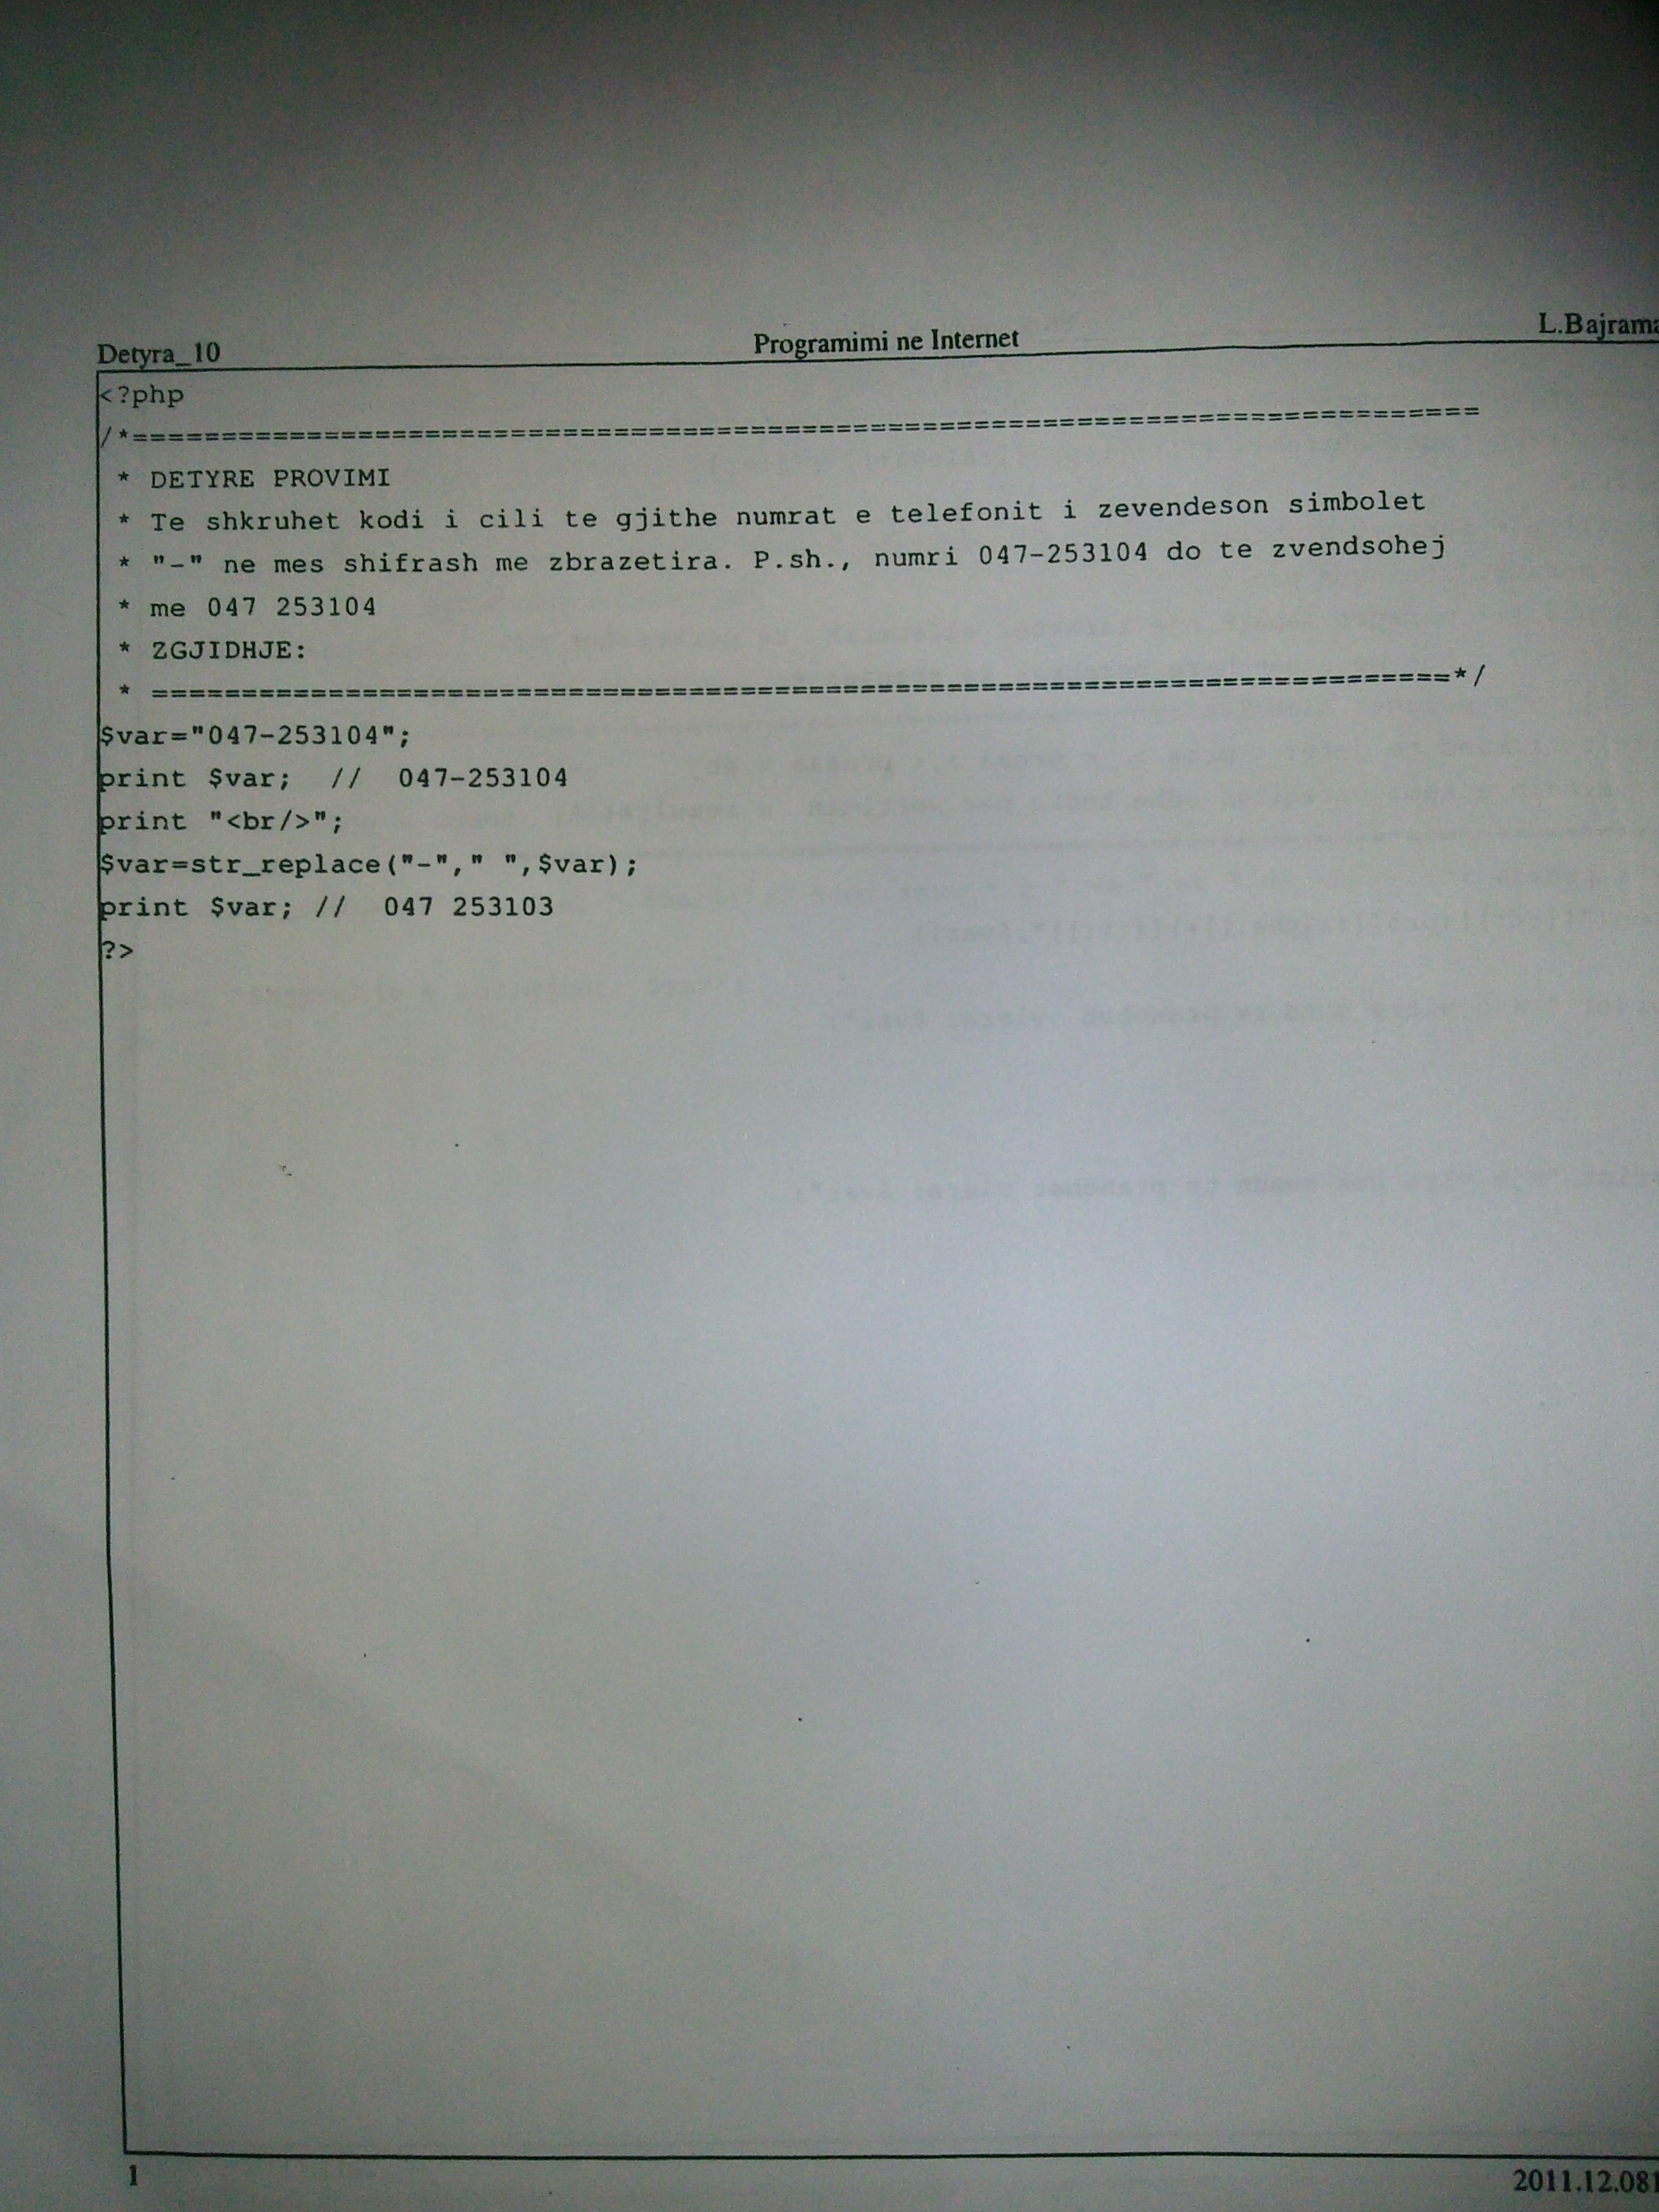 Detyra_10 Programimi ne Internet L.Bajrama
<?php
/*===========================================================================
* DETYRE PROVIMI
* Te shkruhet kodi i cili te gjithe numrat e telefonit i zevendeson simbolet
* "-" ne mes shifrash me zbrazetira. P.sh., numri 047-253104 do te zvendsohej
* me 047 253104
* ZGJIDHJE:
* =======================================================================*/
$var="047-253104";
print $var; // 047-253104
print "<br/>";
$var=str_replace("-"," ",$var);
print $var; // 047 253103
?>
1 2011.12.081